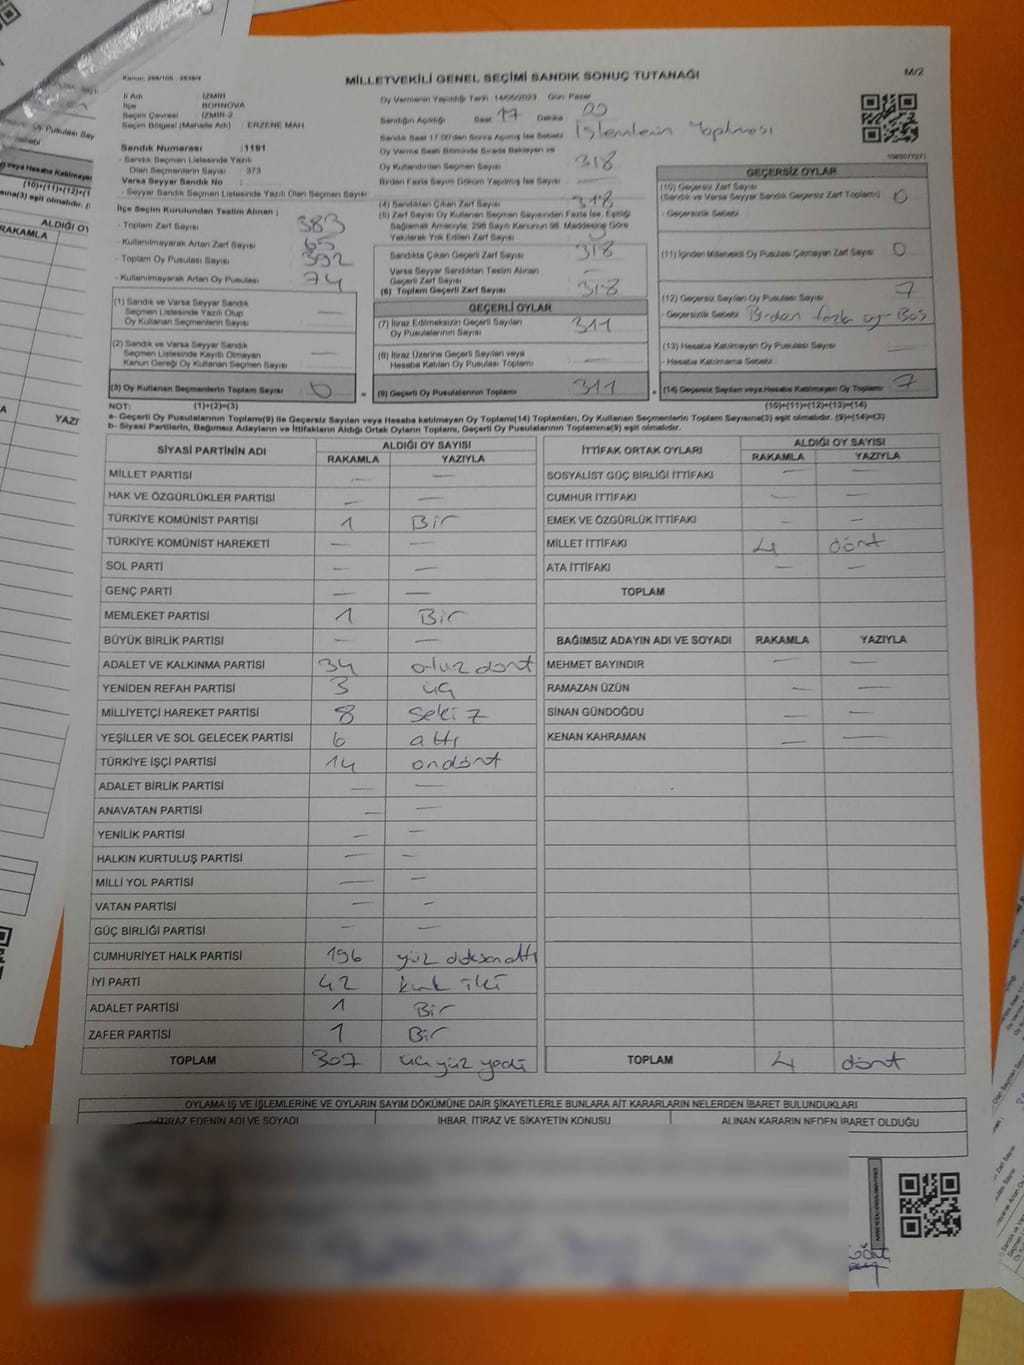 MİLLETVEKİLİ GENEL SEÇİMİ SANDIK SONUÇ TUTANAĞI
M/2
İl Adı İZMİR
İlçe BORNOVA
Seçim Çevresi : İZMİR-2
Seçim Bölgesi (Mahalle Adı) : ERZENE MAH
Sandık Numarası :1191
- Sandık Seçmen Listesinde Yazılı
Olan Seçmenlerin Sayısı : 373
Varsa Seyyar Sandık No
- Seyyar Sandık Seçmen Listesinde Yazılı Olan Seçmen Sayısı
İlçe Seçim Kurulundan Teslim Alınan ;
- Toplam Zarf Sayısı 383
- Kullanılmayarak Artan Zarf Sayısı 65
- Toplam Oy Pusulası Sayısı 392
- Kullanılmayarak Artan Oy Pusulası 74
(1) Sandık ve Varsa Seyyar Sandık
Seçmen Listesinde Yazılı Olup
Oy Kullanan Seçmenlerin Sayısı —
(2) Sandık ve Varsa Seyyar Sandık
Seçmen Listesinde Kayıtlı Olmayan
Kanun Gereği Oy Kullanan Seçmen Sayısı —
(3) Oy Kullanan Seçmenlerin Toplam Sayısı
(1)+(2)=(3)
Oy Vermenin Yapıldığı Tarih 14/05/2023 Gün Pazar
Sandığın Açıldığı Saat 17 Dakika 00
Sandık Saat 17.00'den Sonra Açılmış İse Sebebi İşlemlerin Yapılması
Oy Verme Saati Bitiminde Sırada Bekleyen ve
Oy Kullandırılan Seçmen Sayısı 318
Birden Fazla Sayım Döküm Yapılmış İse Sayısı —
(4) Sandıktan Çıkan Zarf Sayısı 318
(5) Zarf Sayısı Oy Kullanan Seçmen Sayısından Fazla İse, Eşitliği
Sağlamak Amacıyla, 298 Sayılı Kanunun 98. Maddesine Göre
Yakılarak Yok Edilen Zarf Sayısı
Sandıkta Çıkan Geçerli Zarf Sayısı 318
Varsa Seyyar Sandıktan Teslim Alınan
Geçerli Zarf Sayısı —
(6) Toplam Geçerli Zarf Sayısı 318
GEÇERLİ OYLAR
(7) İtiraz Edilmeksizin Geçerli Sayılan
Oy Pusulalarının Sayısı 311
(8) İtiraz Üzerine Geçerli Sayılan veya
Hesaba Katılan Oy Pusulası Toplamı —
= (9) Geçerli Oy Pusulalarının Toplamı 311
GEÇERSİZ OYLAR
(10) Geçersiz Zarf Sayısı
(Sandık ve Varsa Seyyar Sandık Geçersiz Zarf Toplamı) 0
- Geçersizlik Sebebi
(11) İçinden Milletvekili Oy Pusulası Çıkmayan Zarf Sayısı 0
(12) Geçersiz Sayılan Oy Pusulası Sayısı 7
- Geçersizlik Sebebi Birden fazla oy-Boş
(13) Hesaba Katılmayan Oy Pusulası Sayısı —
- Hesaba Katılmama Sebebi
+ (14) Geçersiz Sayılan veya Hesaba Katılmayan Oy Toplamı 7
(10)+(11)+(12)+(13)=(14)
NOT:
a- Geçerli Oy Pusulalarının Toplamı(9) ile Geçersiz Sayılan veya Hesaba katılmayan Oy Toplamı(14) Toplamları, Oy Kullanan Seçmenlerin Toplam Sayısına(3) eşit olmalıdır. (9)+(14)=(3)
b- Siyasi Partilerin, Bağımsız Adayların ve İttifakların Aldığı Ortak Oyların Toplamı, Geçerli Oy Pusulalarının Toplamına(9) eşit olmalıdır.
SİYASİ PARTİNİN ADI ALDIĞI OY SAYISI
RAKAMLA YAZIYLA
MİLLET PARTİSİ — —
HAK VE ÖZGÜRLÜKLER PARTİSİ — —
TÜRKİYE KOMÜNİST PARTİSİ 1 Bir
TÜRKİYE KOMÜNİST HAREKETİ — —
SOL PARTİ — —
GENÇ PARTİ — —
MEMLEKET PARTİSİ 1 Bir
BÜYÜK BİRLİK PARTİSİ — —
ADALET VE KALKINMA PARTİSİ 34 otuz dört
YENİDEN REFAH PARTİSİ 3 üç
MİLLİYETÇİ HAREKET PARTİSİ 8 Sekiz
YEŞİLLER VE SOL GELECEK PARTİSİ 6 altı
TÜRKİYE İŞÇİ PARTİSİ 14 ondört
ADALET BİRLİK PARTİSİ — —
ANAVATAN PARTİSİ — —
YENİLİK PARTİSİ — —
HALKIN KURTULUŞ PARTİSİ — —
MİLLİ YOL PARTİSİ — —
VATAN PARTİSİ — —
GÜÇ BİRLİĞİ PARTİSİ — —
CUMHURİYET HALK PARTİSİ 196 yüz doksan altı
İYİ PARTİ 42 kırk iki
ADALET PARTİSİ 1 Bir
ZAFER PARTİSİ 1 Bir
TOPLAM 307 üç yüz yedi
İTTİFAK ORTAK OYLARI ALDIĞI OY SAYISI
RAKAMLA YAZIYLA
SOSYALİST GÜÇ BİRLİĞİ İTTİFAKI — —
CUMHUR İTTİFAKI — —
EMEK VE ÖZGÜRLÜK İTTİFAKI — —
MİLLET İTTİFAKI 4 dört
ATA İTTİFAKI — —
TOPLAM
BAĞIMSIZ ADAYIN ADI VE SOYADI RAKAMLA YAZIYLA
MEHMET BAYINDIR — —
RAMAZAN ÜZÜN — —
SİNAN GÜNDOĞDU — —
KENAN KAHRAMAN — —
TOPLAM 4 dört
OYLAMA İŞ VE İŞLEMLERİNE VE OYLARIN SAYIM DÖKÜMÜNE DAİR ŞİKAYETLERLE BUNLARA AİT KARARLARIN NELERDEN İBARET BULUNDUKLARI
İTİRAZ EDENİN ADI VE SOYADI İHBAR, İTİRAZ VE ŞİKAYETİN KONUSU ALINAN KARARIN NEDEN İBARET OLDUĞU